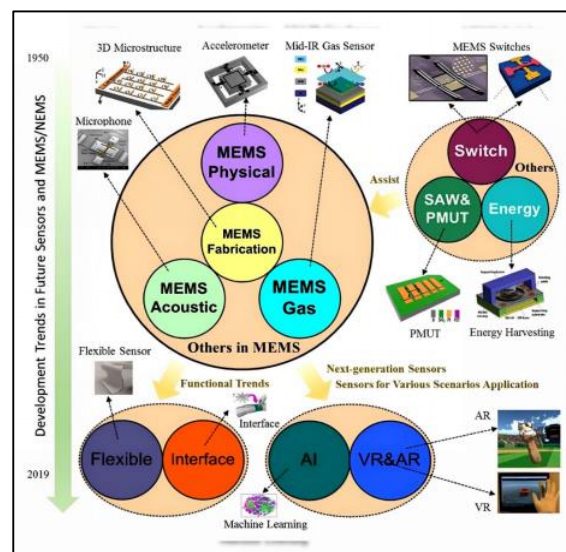 1950
Development Trends in Future Sensors and MEMS/NEMS
2019
3D Microstructure
Accelerometer
Mid-IR Gas Sensor
MEMS Switches
Microphone
MEMS
Physical
MEMS
Fabrication
MEMS
Acoustic
MEMS
Gas
Others in MEMS
Switch
Others
SAW&
PMUT
Energy
Assist
PMUT
Energy Harvesting
Flexible Sensor
Functional Trends
Next-generation Sensors
Sensors for Various Scenarios Application
Interface
Flexible
Interface
AI
VR&AR
AR
VR
Machine Learning